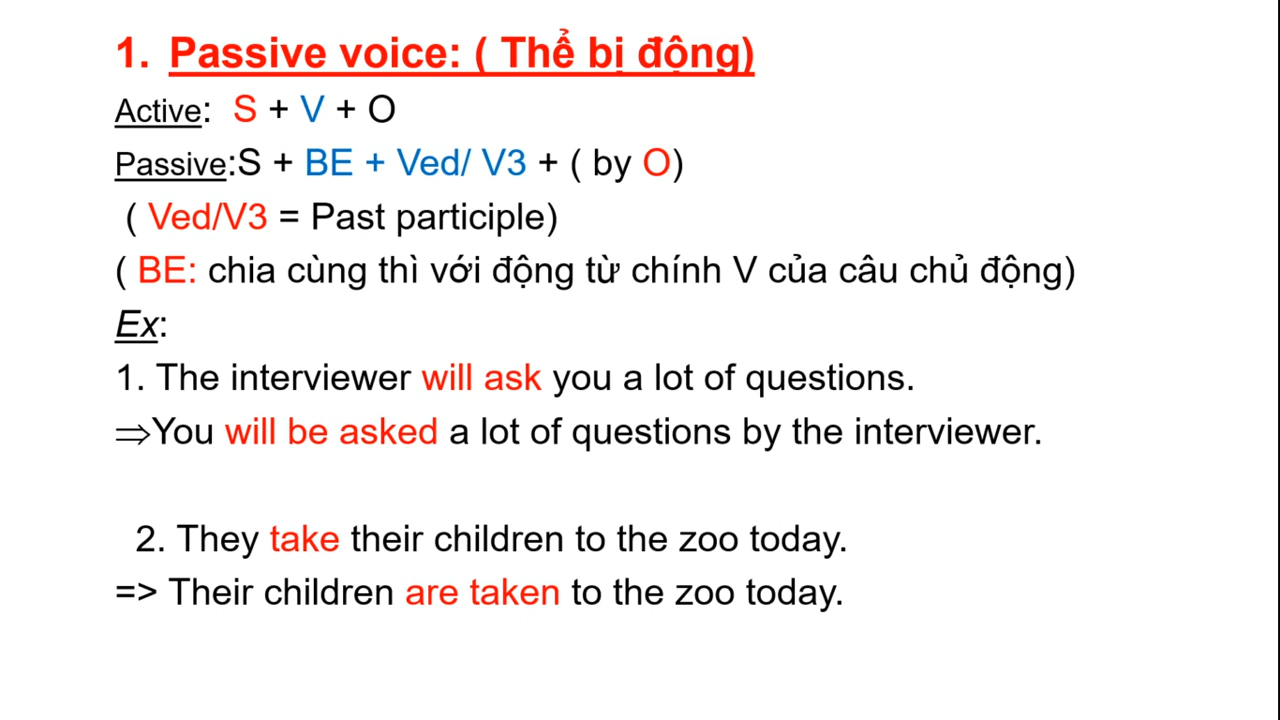 1. Passive voice: ( Thể bị động)
Active: S + V + O
Passive:S + BE + Ved/ V3 + ( by O)
( Ved/V3 = Past participle)
( BE: chia cùng thì với động từ chính V của câu chủ động)
Ex:
1. The interviewer will ask you a lot of questions.
⇒You will be asked a lot of questions by the interviewer.
2. They take their children to the zoo today.
=> Their children are taken to the zoo today.